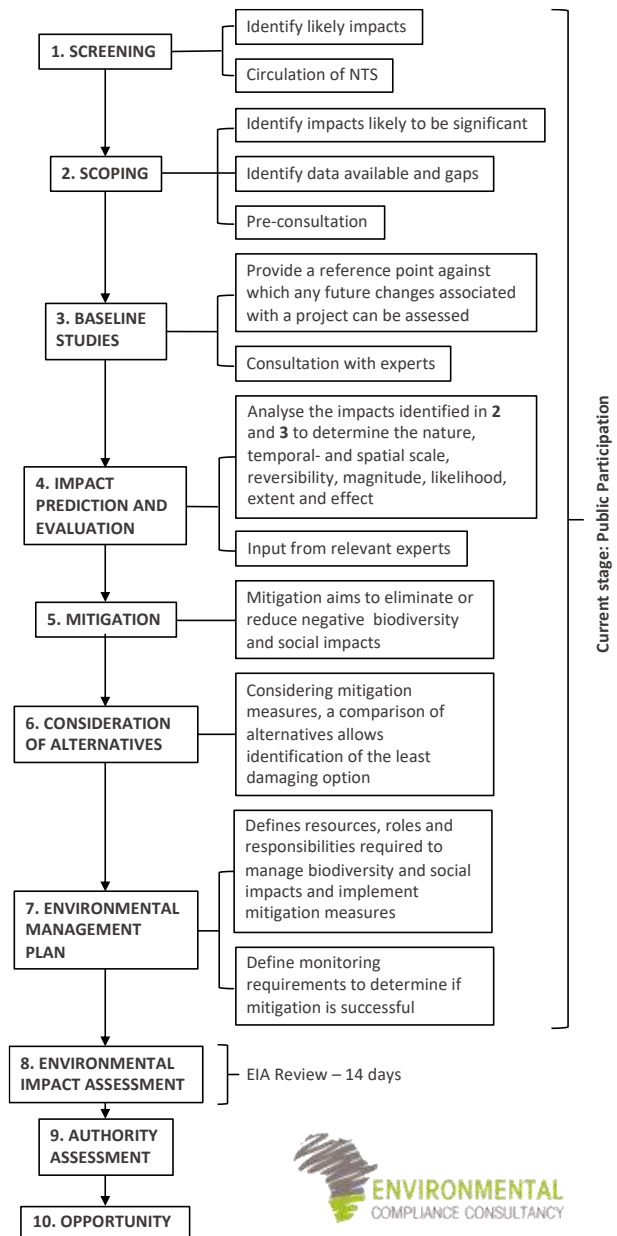 1. SCREENING
Identify likely impacts
Circulation of NTS
2. SCOPING
Identify impacts likely to be significant
Identify data available and gaps
Pre-consultation
3. BASELINE
STUDIES
Provide a reference point against
which any future changes associated
with a project can be assessed
Consultation with experts
4. IMPACT
PREDICTION AND
EVALUATION
Analyse the impacts identified in 2
and 3 to determine the nature,
temporal- and spatial scale,
reversibility, magnitude, likelihood,
extent and effect
Input from relevant experts
5. MITIGATION
Mitigation aims to eliminate or
reduce negative biodiversity
and social impacts
6. CONSIDERATION
OF ALTERNATIVES
Considering mitigation
measures, a comparison of
alternatives allows
identification of the least
damaging option
7. ENVIRONMENTAL
MANAGEMENT
PLAN
Defines resources, roles and
responsibilities required to
manage biodiversity and social
impacts and implement
mitigation measures
Define monitoring
requirements to determine if
mitigation is successful
Current stage: Public Participation
8. ENVIRONMENTAL
IMPACT ASSESSMENT
EIA Review – 14 days
9. AUTHORITY
ASSESSMENT
10. OPPORTUNITY
ENVIRONMENTAL
COMPLIANCE CONSULTANCY